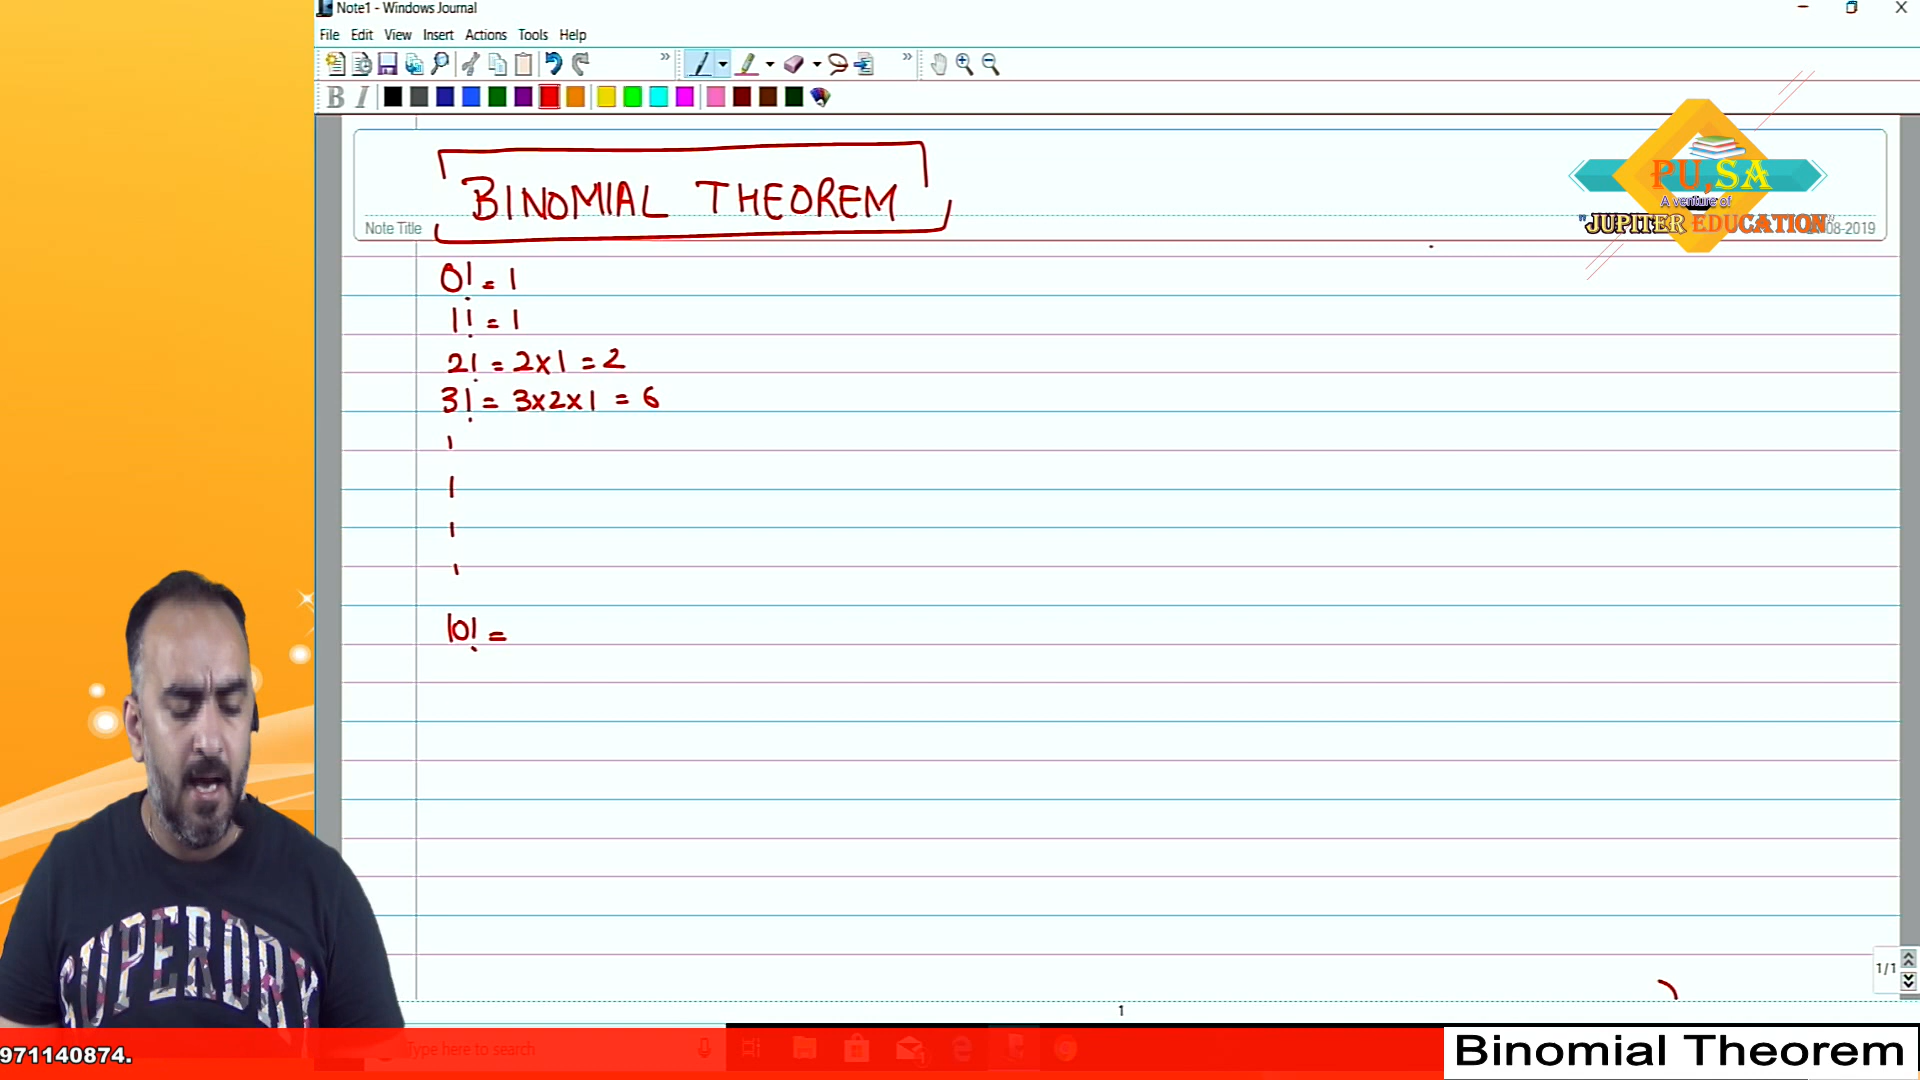 Note1 - Windows Journal
File Edit View Insert Actions Tools Help
B I
BINOMIAL THEOREM
Note Title
PU,SA
A venture of
"JUPITER EDUCATION"
08-2019
0! = 1
1! = 1
2! = 2x1 = 2
3! = 3x2x1 = 6
10! =
SUPERDRY
1/1
1
971140874.
Type here to search
Binomial Theorem